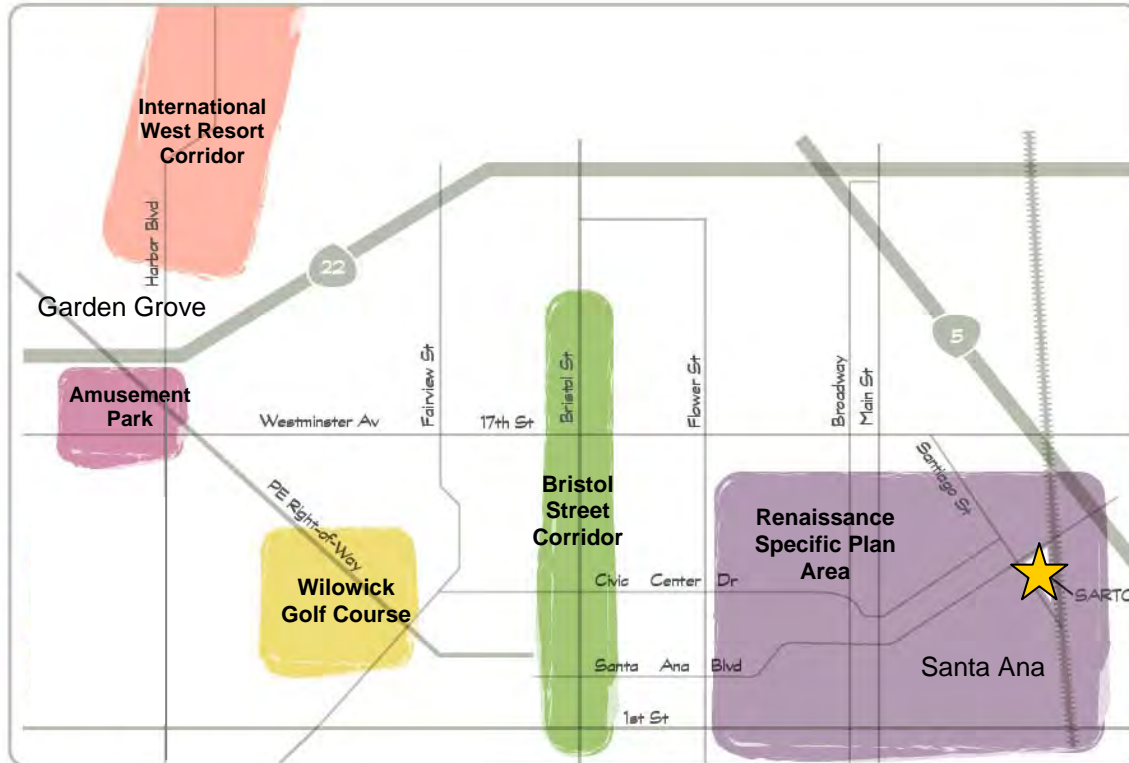 International
West Resort
Corridor
Harbor Blvd
22
Garden Grove
5
Amusement
Park
Westminster Av
Fairview St
17th St
Bristol St
Flower St
Broadway
Main St
Santiago St
PE Right-of-Way
Bristol
Street
Corridor
Renaissance
Specific Plan
Area
Wilowick
Golf Course
Civic Center Dr
SARTC
Santa Ana Blvd
Santa Ana
1st St